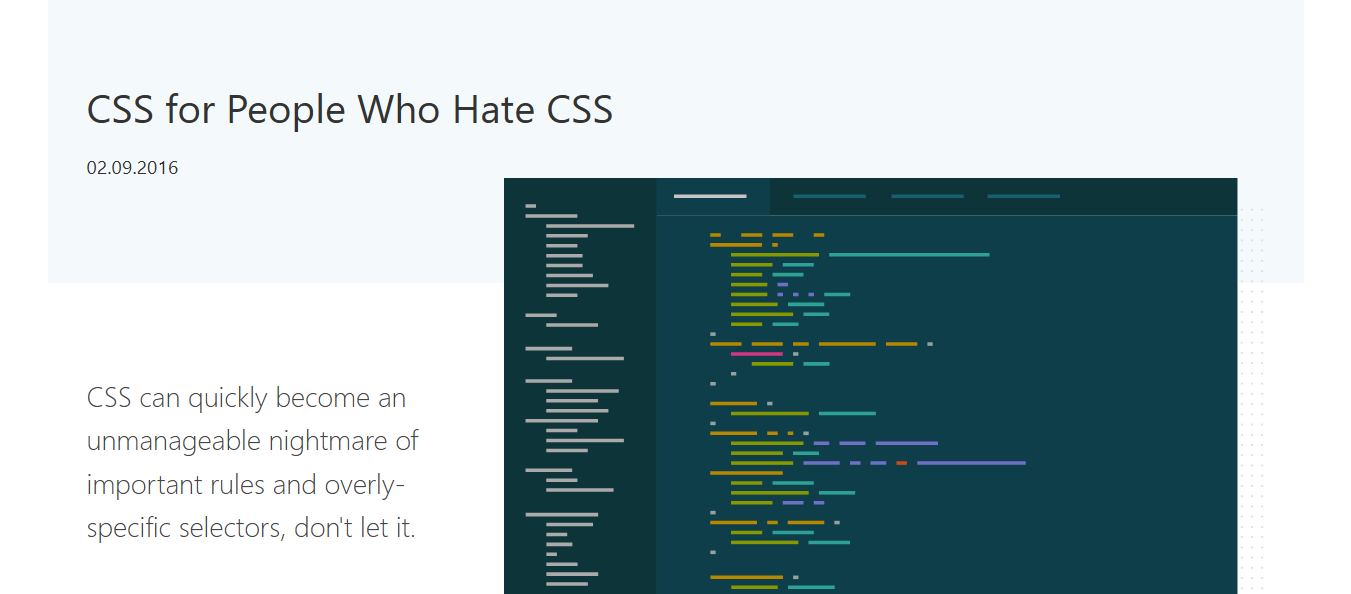 CSS for People Who Hate CSS
02.09.2016
CSS can quickly become an
unmanageable nightmare of
important rules and overly-
specific selectors, don't let it.